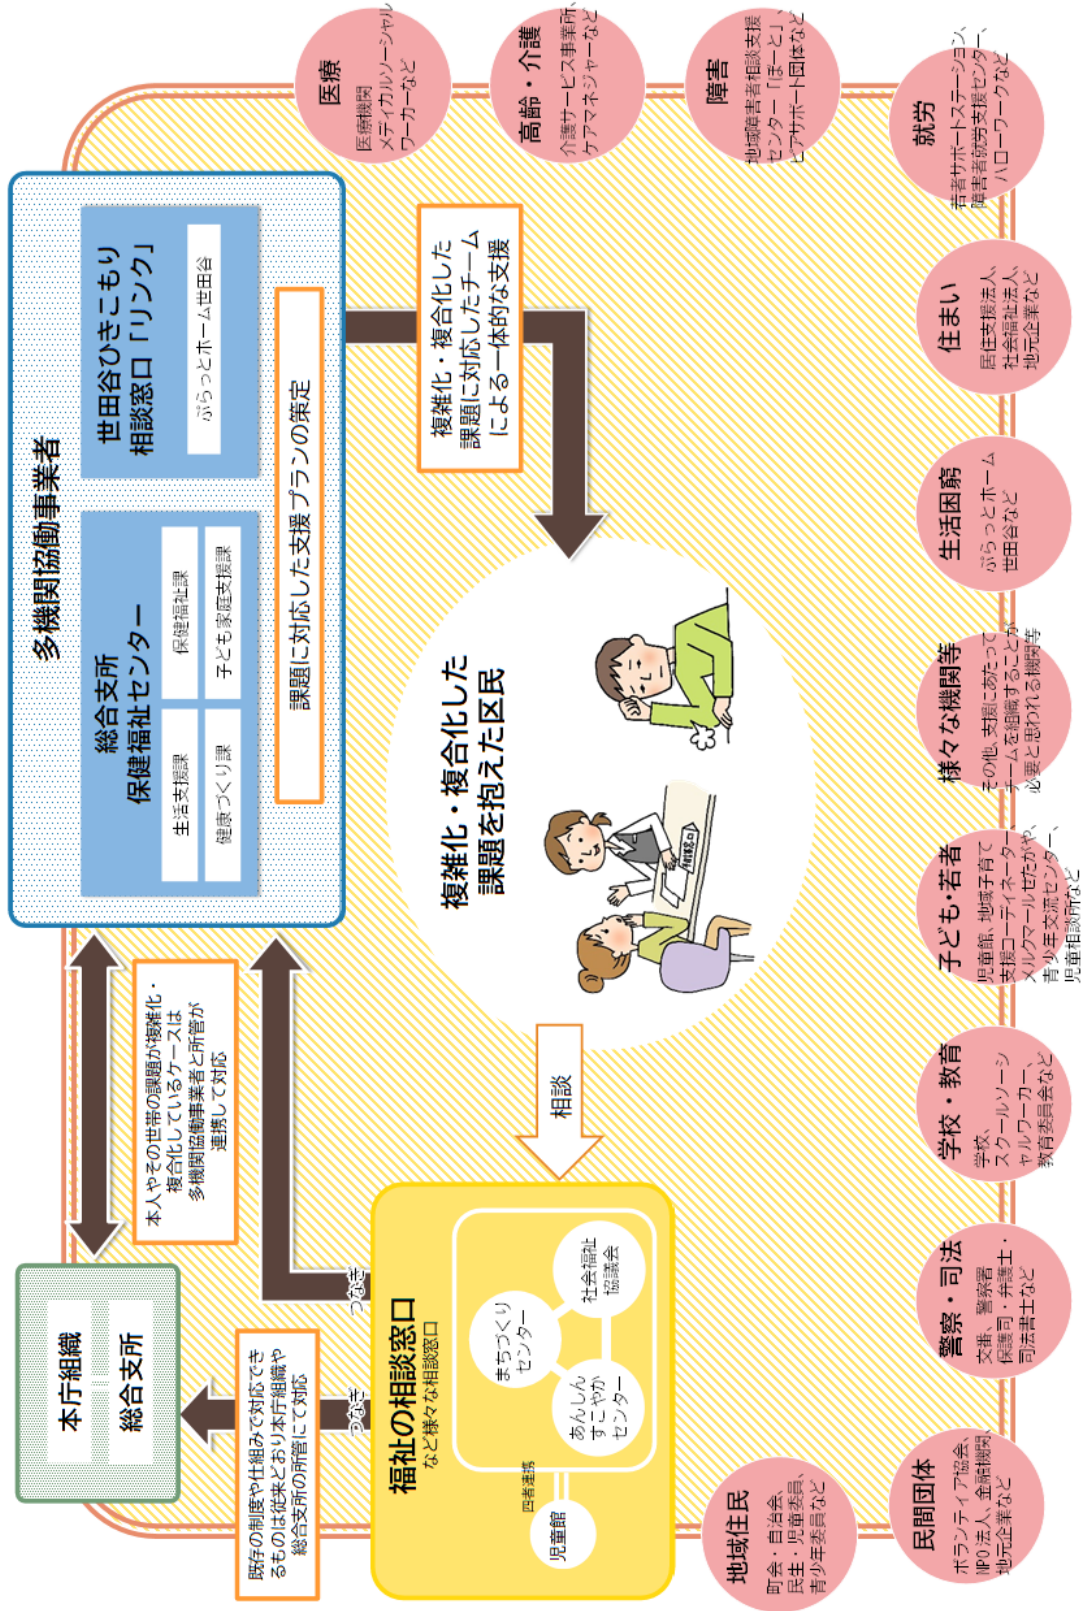 本庁組織
総合支所
多機関協働事業者
総合支所
保健福祉センター
生活支援課
保健福祉課
健康づくり課
子ども家庭支援課
世田谷ひきこもり
相談窓口「リンク」
ぷらっとホーム世田谷
課題に対応した支援プランの策定
本人やその世帯の課題が複雑化・
複合化しているケースは
多機関協働事業者と所管が
連携して対応
既存の制度や仕組みで対応でき
るものは従来どおり本庁組織や
総合支所の所管にて対応
つなぎ
つなぎ
福祉の相談窓口
など様々な相談窓口
四者連携
児童館
まちづくり
センター
あんしん
すこやか
センター
社会福祉
協議会
相談
複雑化・複合化した
課題を抱えた区民
複雑化・複合化した
課題に対応したチーム
による一体的な支援
医療
医療機関
メディカルソーシャル
ワーカーなど
高齢・介護
介護サービス事業所、
ケアマネジャーなど
障害
地域障害者相談支援
センター「ぽーと」、
ピアサポート団体など
地域住民
町会・自治会、
民生・児童委員、
青少年委員など
民間団体
ボランティア協会、
NPO法人、金融機関、
地元企業など
警察・司法
交番、警察署
保護司・弁護士・
司法書士など
学校・教育
学校、
スクールソーシ
ャルワーカー、
教育委員会など
子ども・若者
児童館、地域子育て
支援コーディネーター、
メルクマールせたがや、
青少年交流センター、
児童相談所など
様々な機関等
その他、支援にあたって
チームを組織することが
必要と思われる機関等
生活困窮
ぷらっとホーム
世田谷など
住まい
居住支援法人、
社会福祉法人、
地元企業など
就労
若者サポートステーション、
障害者就労支援センター、
ハローワークなど